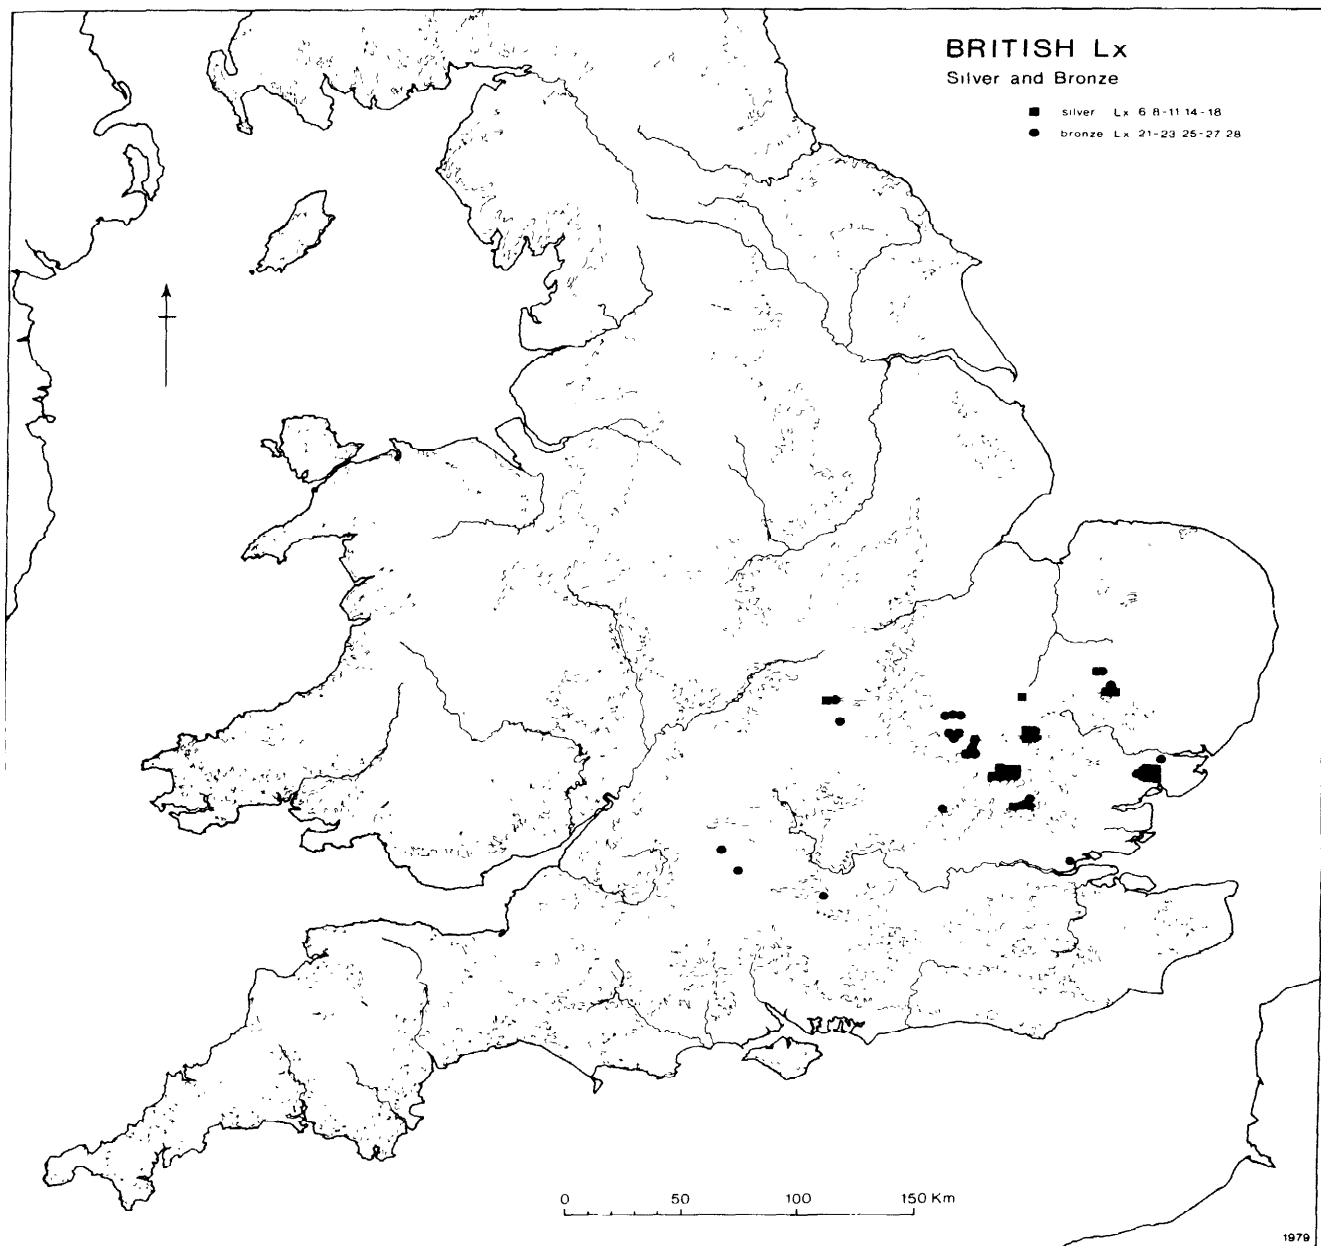 BRITISH Lx
Silver and Bronze
silver Lx 6 8-11 14-18
bronze Lx 21-23 25-27 28
0 50 100 150 Km
1979